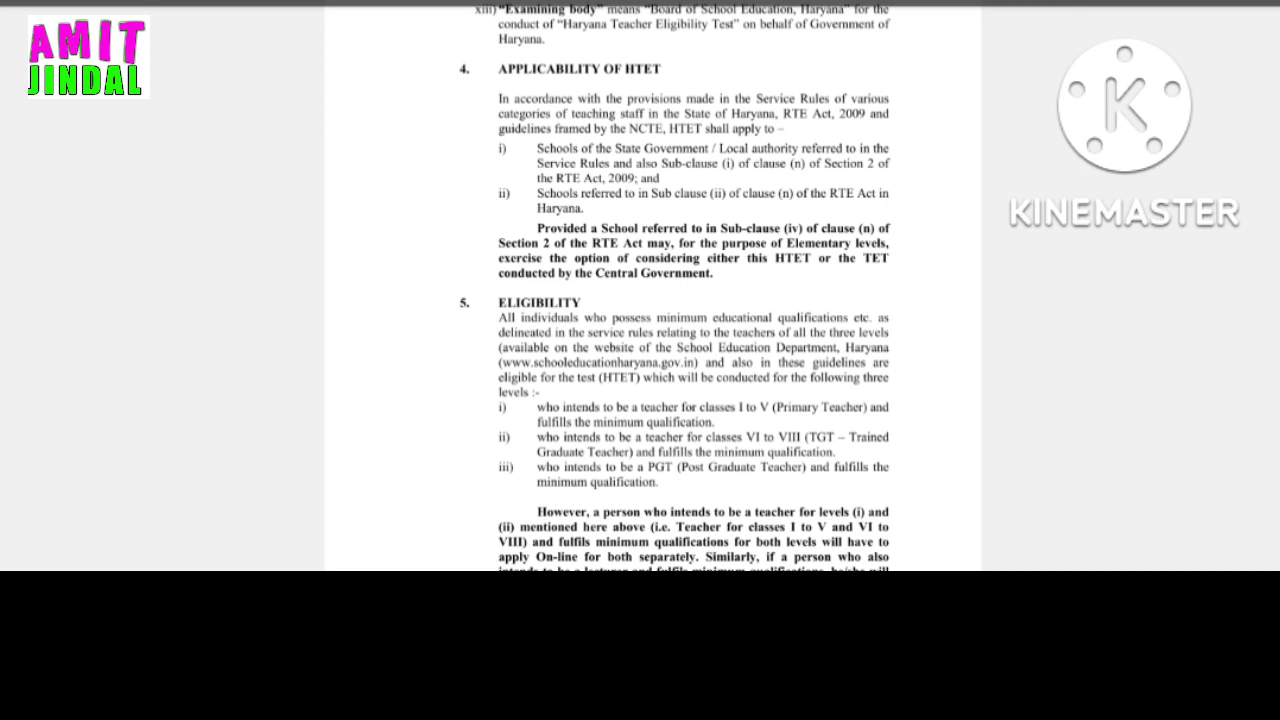 AMIT
JINDAL
xiii) "Examining body" means "Board of School Education, Haryana" for the
conduct of "Haryana Teacher Eligibility Test" on behalf of Government of
Haryana.
4. APPLICABILITY OF HTET
In accordance with the provisions made in the Service Rules of various
categories of teaching staff in the State of Haryana, RTE Act, 2009 and
guidelines framed by the NCTE, HTET shall apply to –
i) Schools of the State Government / Local authority referred to in the
Service Rules and also Sub-clause (i) of clause (n) of Section 2 of
the RTE Act, 2009; and
ii) Schools referred to in Sub clause (ii) of clause (n) of the RTE Act in
Haryana.
Provided a School referred to in Sub-clause (iv) of clause (n) of
Section 2 of the RTE Act may, for the purpose of Elementary levels,
exercise the option of considering either this HTET or the TET
conducted by the Central Government.
5. ELIGIBILITY
All individuals who possess minimum educational qualifications etc. as
delineated in the service rules relating to the teachers of all the three levels
(available on the website of the School Education Department, Haryana
(www.schooleducationharyana.gov.in) and also in these guidelines are
eligible for the test (HTET) which will be conducted for the following three
levels :-
i) who intends to be a teacher for classes I to V (Primary Teacher) and
fulfills the minimum qualification.
ii) who intends to be a teacher for classes VI to VIII (TGT – Trained
Graduate Teacher) and fulfills the minimum qualification.
iii) who intends to be a PGT (Post Graduate Teacher) and fulfills the
minimum qualification.
However, a person who intends to be a teacher for levels (i) and
(ii) mentioned here above (i.e. Teacher for classes I to V and VI to
VIII) and fulfils minimum qualifications for both levels will have to
apply On-line for both separately. Similarly, if a person who also
intends to be a lecturer and fulfils minimum qualifications, he/she will
K
KINEMASTER